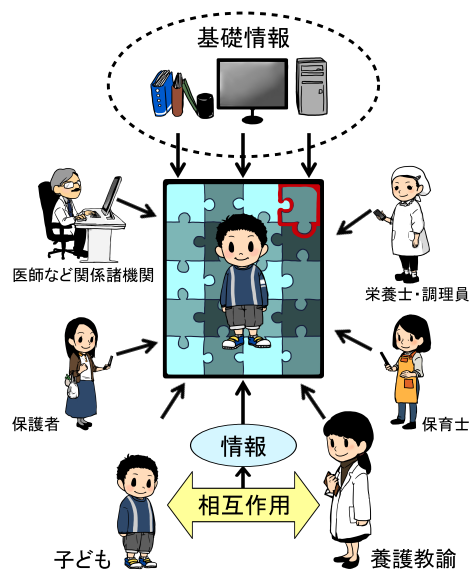 基礎情報
医師など関係諸機関
栄養士・調理員
保護者
保育士
情報
相互作用
子ども
養護教諭